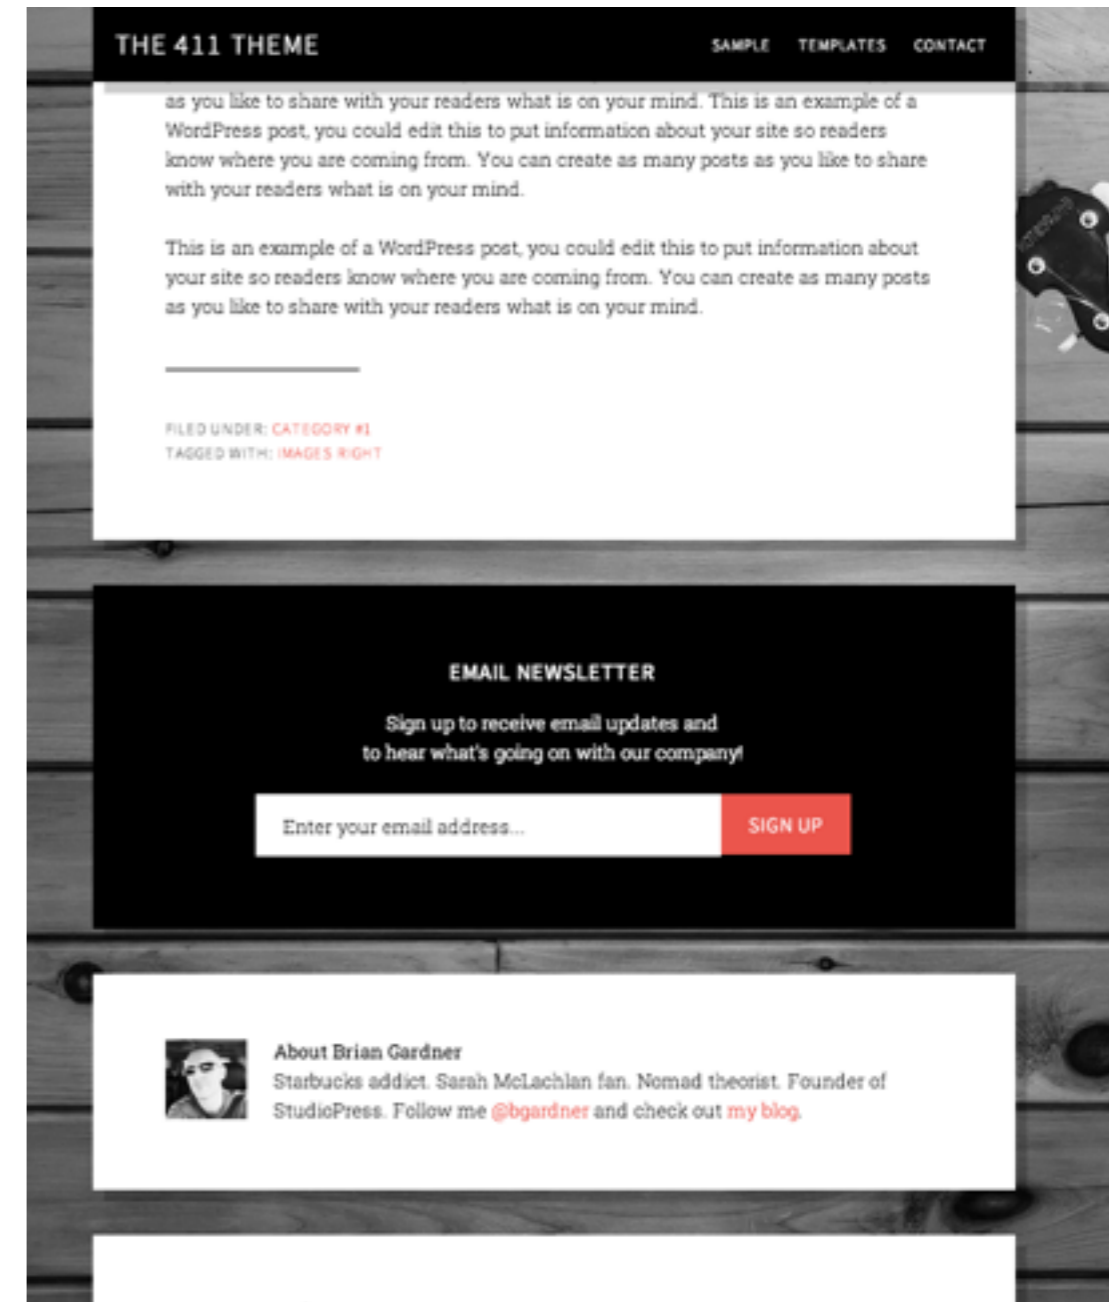 THE 411 THEME
SAMPLE TEMPLATES CONTACT
as you like to share with your readers what is on your mind. This is an example of a
WordPress post, you could edit this to put information about your site so readers
know where you are coming from. You can create as many posts as you like to share
with your readers what is on your mind.
This is an example of a WordPress post, you could edit this to put information about
your site so readers know where you are coming from. You can create as many posts
as you like to share with your readers what is on your mind.
FILED UNDER: CATEGORY #1
TAGGED WITH: IMAGES RIGHT
EMAIL NEWSLETTER
Sign up to receive email updates and
to hear what's going on with our company!
Enter your email address...
SIGN UP
About Brian Gardner
Starbucks addict. Sarah McLachlan fan. Nomad theorist. Founder of
StudioPress. Follow me @bgardner and check out my blog.